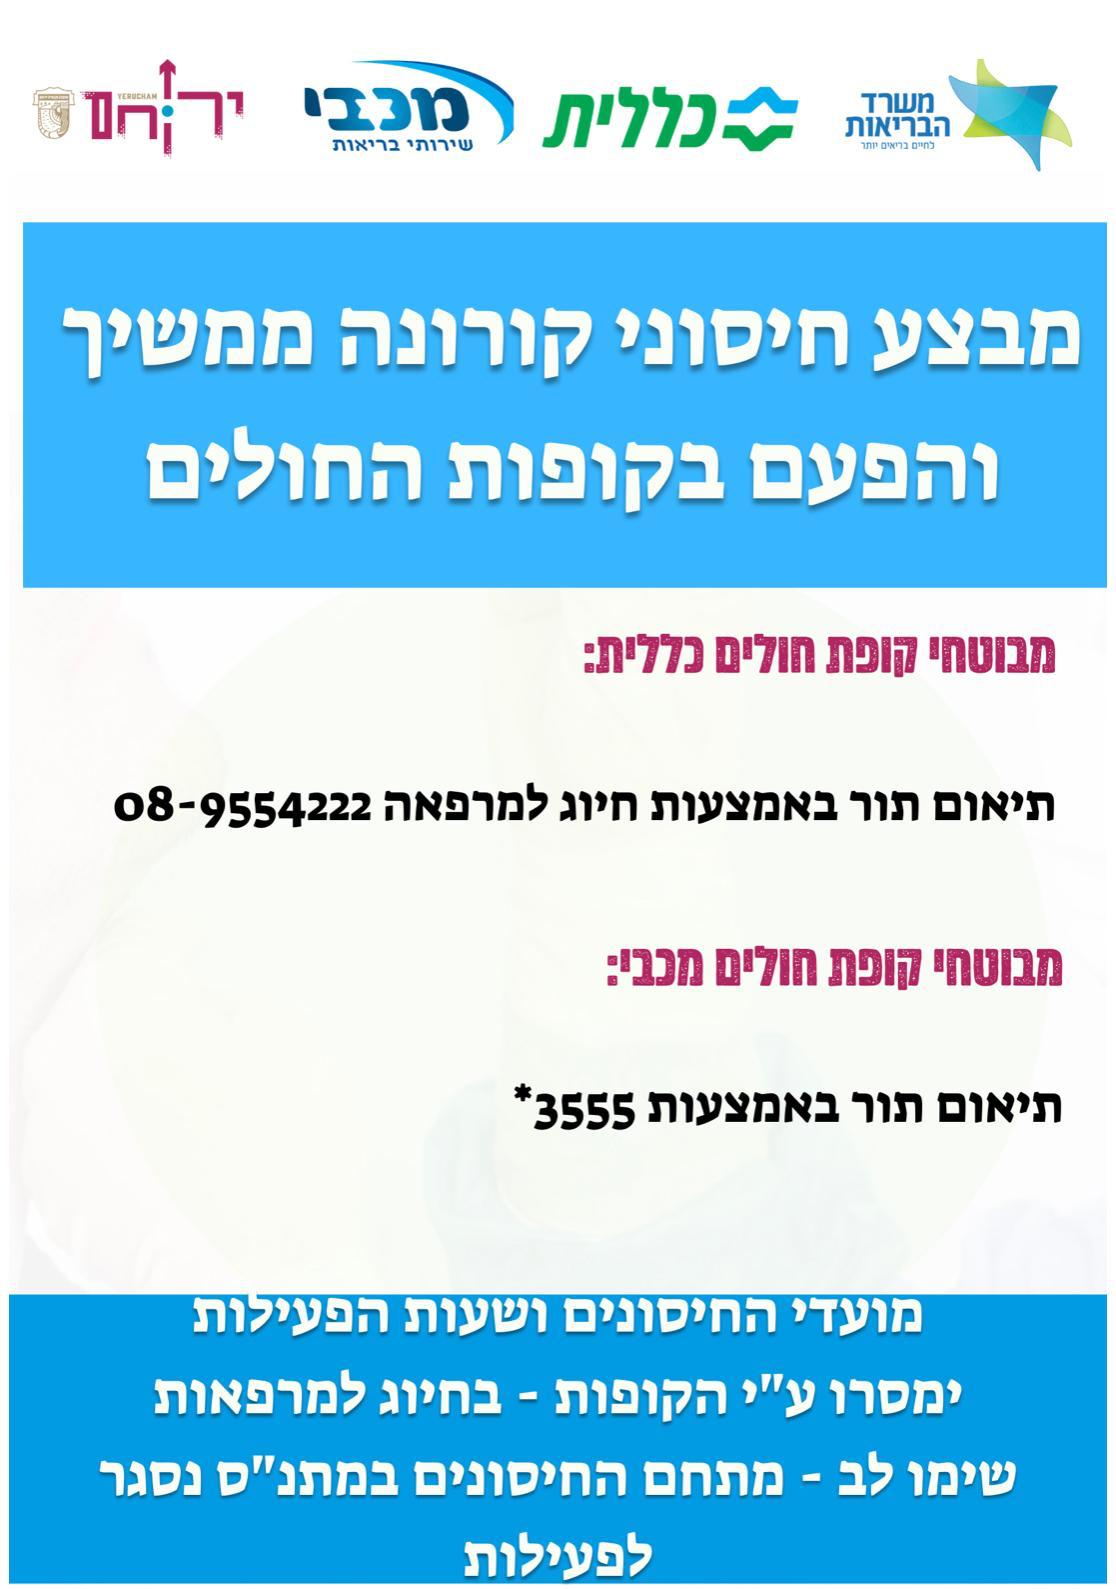 משרד
הבריאות
לחיים בריאים יותר
כללית
מכבי
שירותי בריאות
ירוחם
YERUCHAM
מבצע חיסוני קורונה ממשיך
והפעם בקופות החולים
מבוטחי קופת חולים כללית:
תיאום תור באמצעות חיוג למרפאה 08-9554222
מבוטחי קופת חולים מכבי:
תיאום תור באמצעות 3555*
מועדי החיסונים ושעות הפעילות
ימסרו ע"י הקופות - בחיוג למרפאות
שימו לב - מתחם החיסונים במתנ"ס נסגר
לפעילות